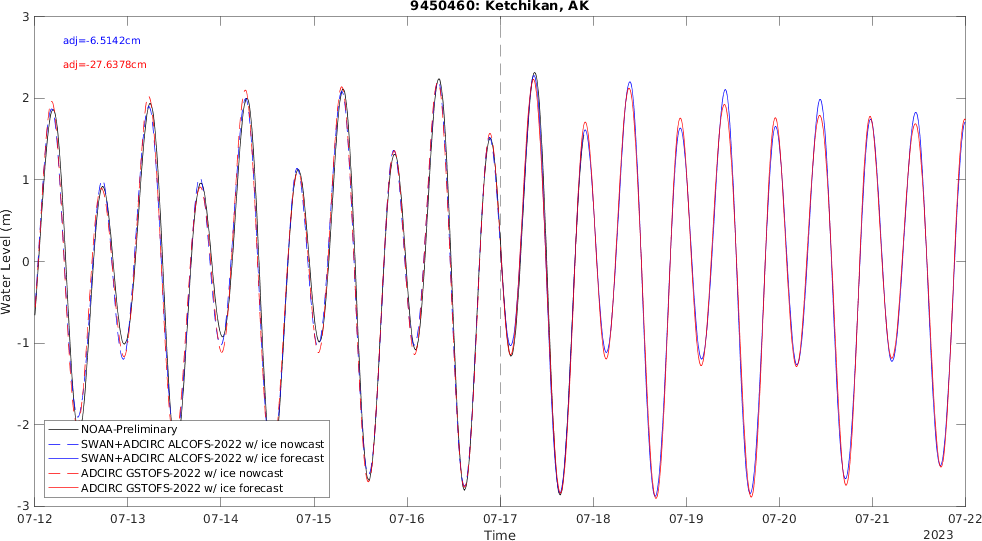 9450460: Ketchikan, AK
3
adj=-6.5142cm
adj=-27.6378cm
2
1
0
-1
-2
-3
Water Level (m)
NOAA-Preliminary
SWAN+ADCIRC ALCOFS-2022 w/ ice nowcast
SWAN+ADCIRC ALCOFS-2022 w/ ice forecast
ADCIRC GSTOFS-2022 w/ ice nowcast
ADCIRC GSTOFS-2022 w/ ice forecast
07-12 07-13 07-14 07-15 07-16 07-17 07-18 07-19 07-20 07-21 07-22
Time
2023